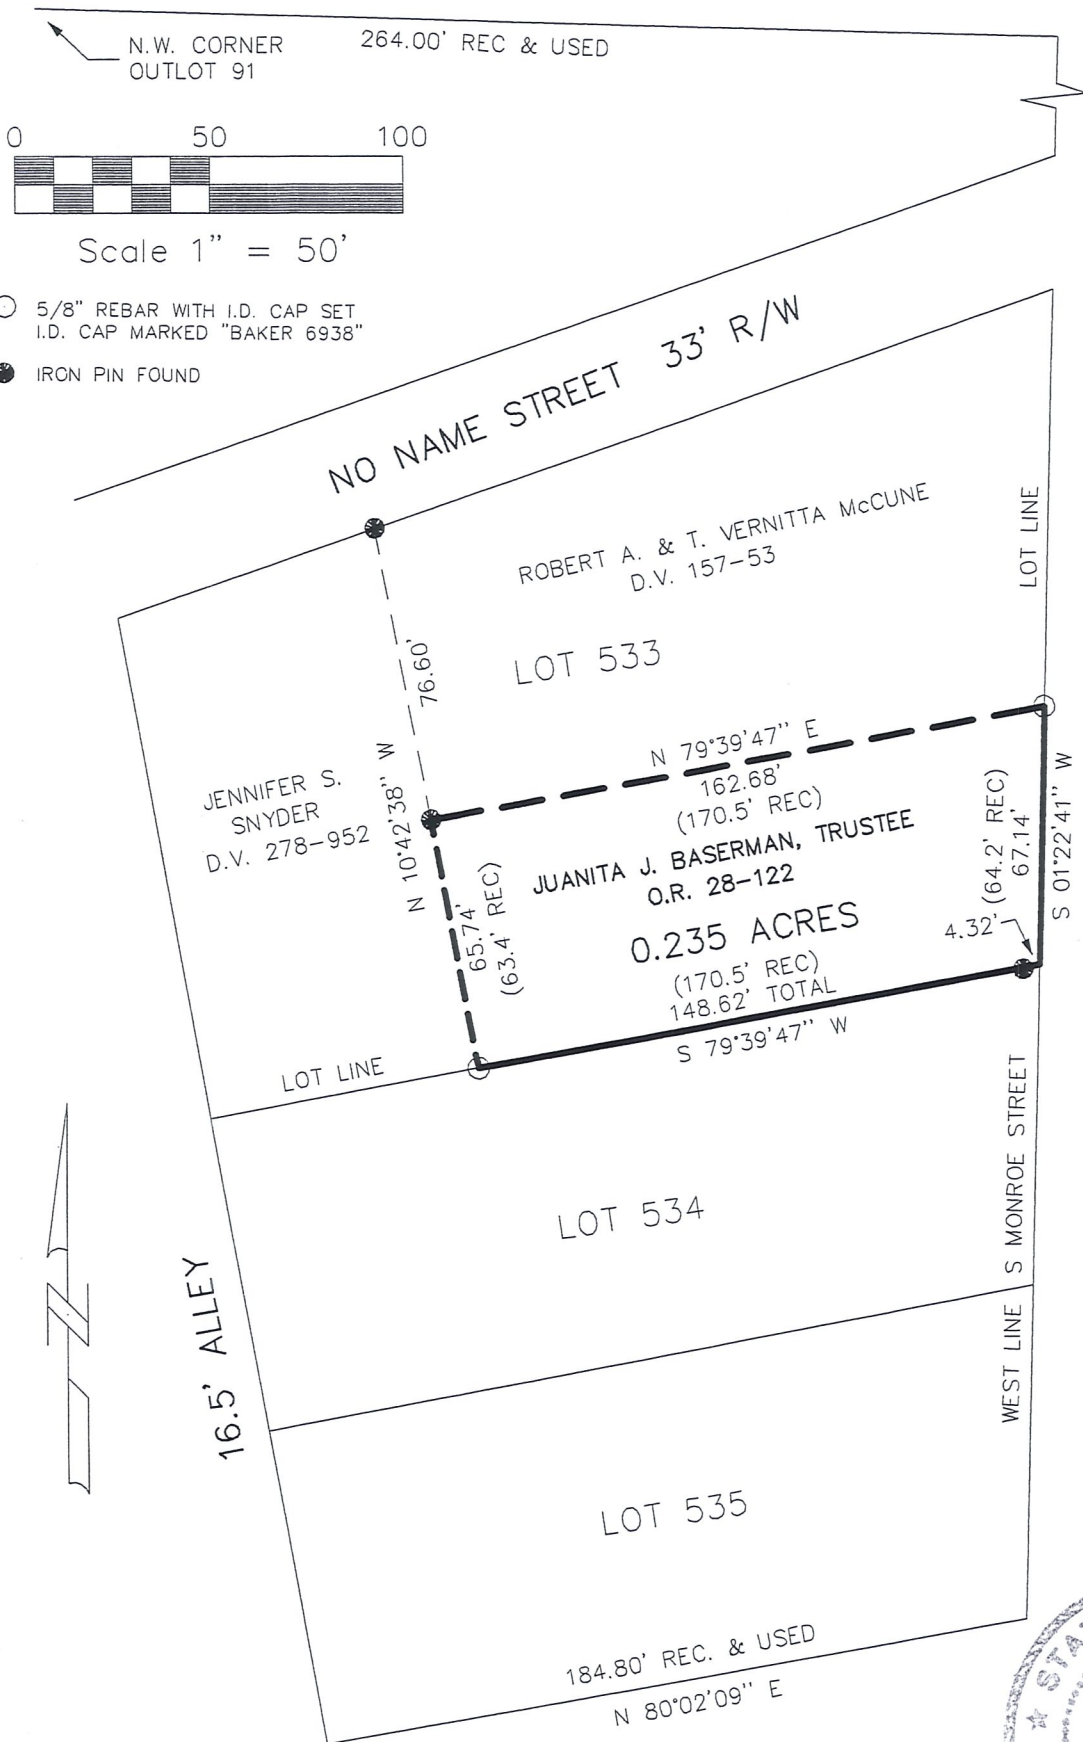 N.W. CORNER
OUTLOT 91
264.00' REC & USED
0 50 100
Scale 1" = 50'
5/8" REBAR WITH I.D. CAP SET
I.D. CAP MARKED "BAKER 6938"
IRON PIN FOUND
NO NAME STREET 33' R/W
ROBERT A. & T. VERNITTA McCUNE
D.V. 157-53
LOT LINE
LOT 533
76.60'
N 10°42'38" W
JENNIFER S.
SNYDER
D.V. 278-952
N 79°39'47" E
162.68'
(170.5' REC)
JUANITA J. BASERMAN, TRUSTEE
O.R. 28-122
0.235 ACRES
(170.5' REC)
148.62' TOTAL
S 79°39'47" W
65.74'
(63.4' REC)
(64.2' REC)
67.14'
S 01°22'41" W
4.32'
LOT LINE
LOT 534
WEST LINE S MONROE STREET
16.5' ALLEY
N
LOT 535
184.80' REC. & USED
N 80°02'09" E
★ STA